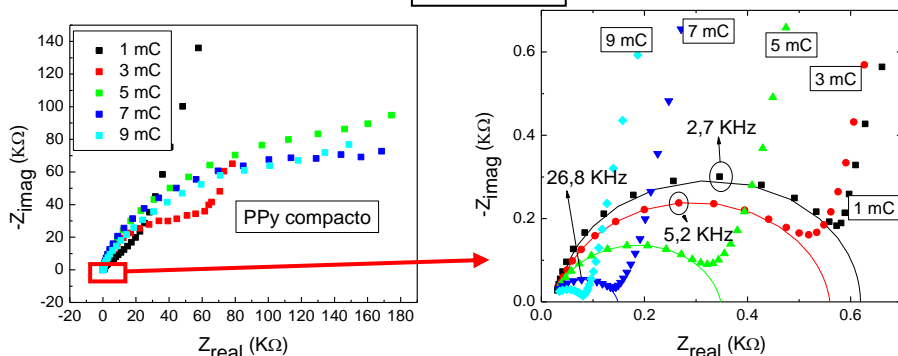 140
120
100
80
60
40
20
0
-20
-20 0 20 40 60 80 100 120 140 160 180
-Zimag (KΩ)
Zreal (KΩ)
1 mC
3 mC
5 mC
7 mC
9 mC
PPy compacto
0.6
0.4
0.2
0.0
0.0 0.2 0.4 0.6
-Zimag (KΩ)
Zreal (KΩ)
9 mC
7 mC
5 mC
3 mC
1 mC
2,7 KHz
26,8 KHz
5,2 KHz